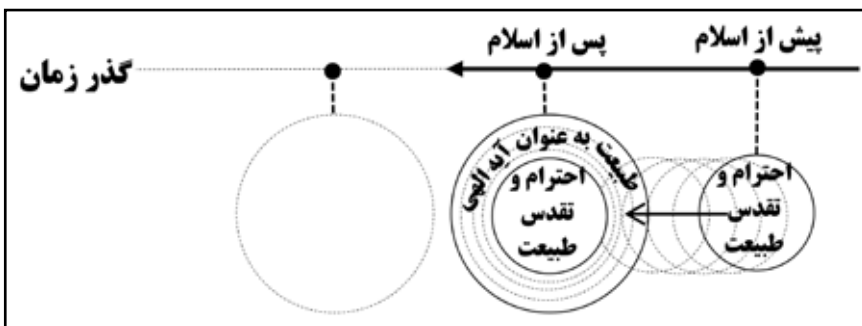 پیش از اسلام
پس از اسلام
گذر زمان
احترام و
تقدس
طبیعت
طبیعت به عنوان آیه الهی
احترام و
تقدس
طبیعت